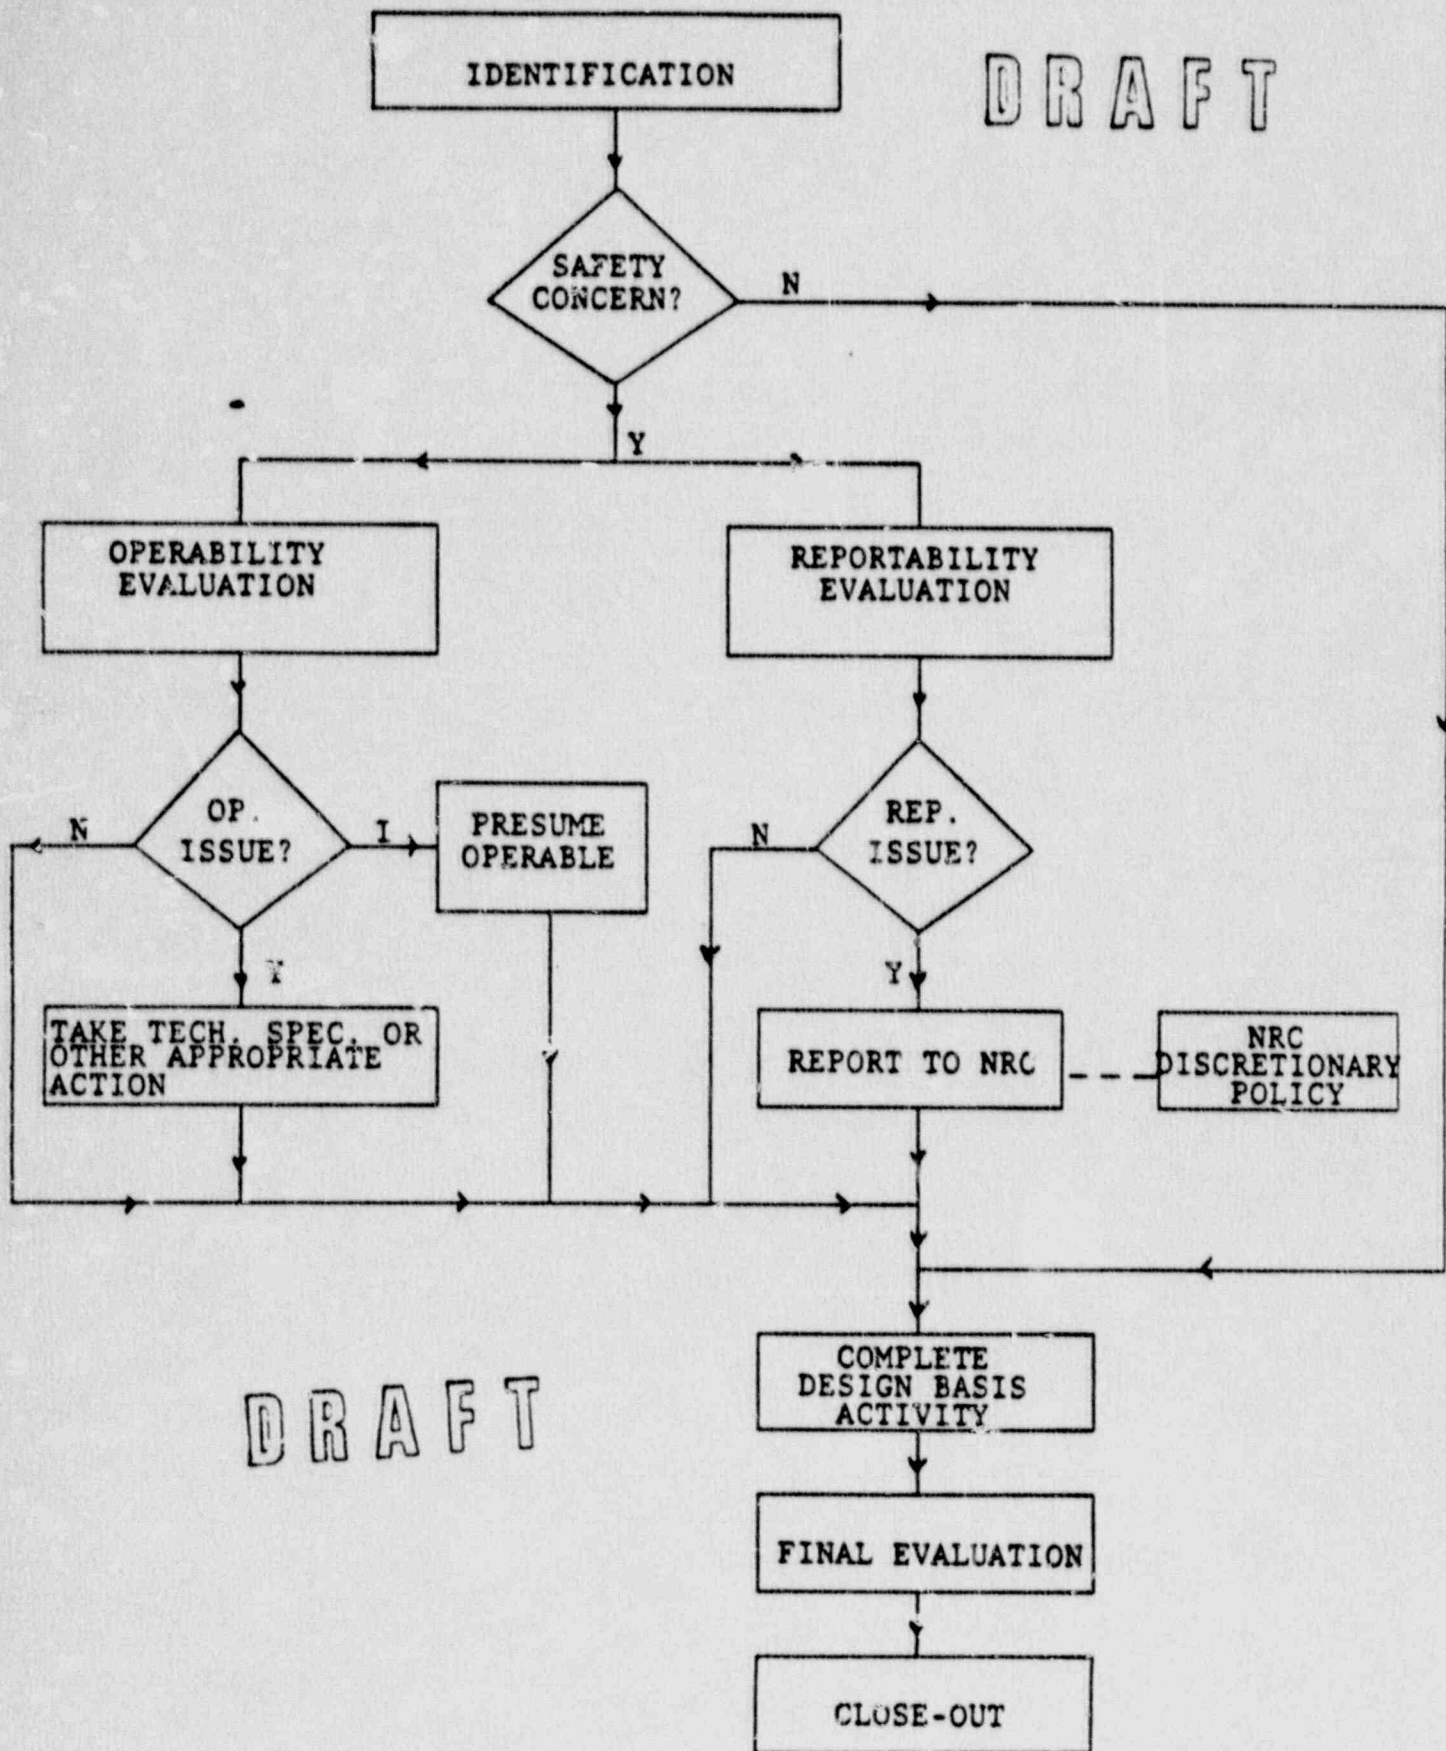 IDENTIFICATION
DRAFT
SAFETY
CONCERN?
N
Y
OPERABILITY
EVALUATION
REPORTABILITY
EVALUATION
N
OP.
ISSUE?
I
PRESUME
OPERABLE
N
REP.
ISSUE?
Y
Y
TAKE TECH. SPEC. OR
OTHER APPROPRIATE
ACTION
REPORT TO NRC
NRC
DISCRETIONARY
POLICY
COMPLETE
DESIGN BASIS
ACTIVITY
DRAFT
FINAL EVALUATION
CLOSE-OUT